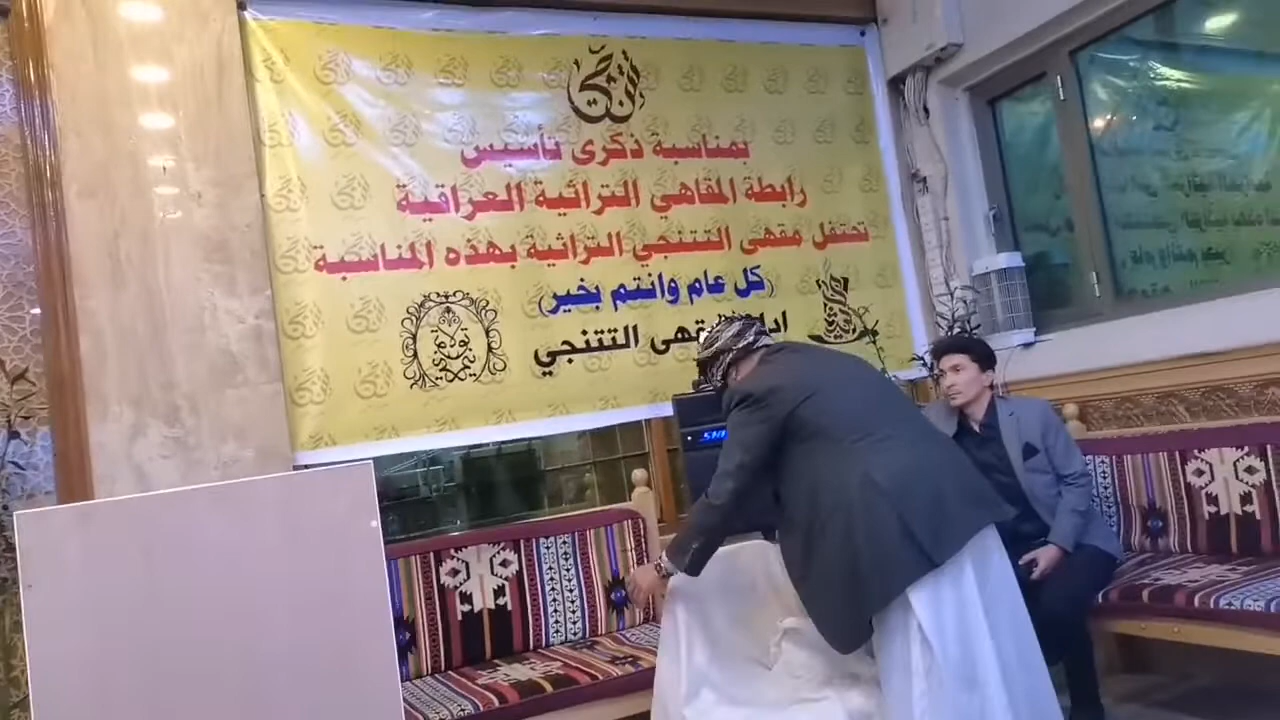 تتنجي
بمناسبة ذكرى تأسيس
رابطة المقاهي التراثية العراقية
تحتفل مقهى التتنجي التراثية بهذه المناسبة
(كل عام وانتم بخير)
مقهى التتنجي